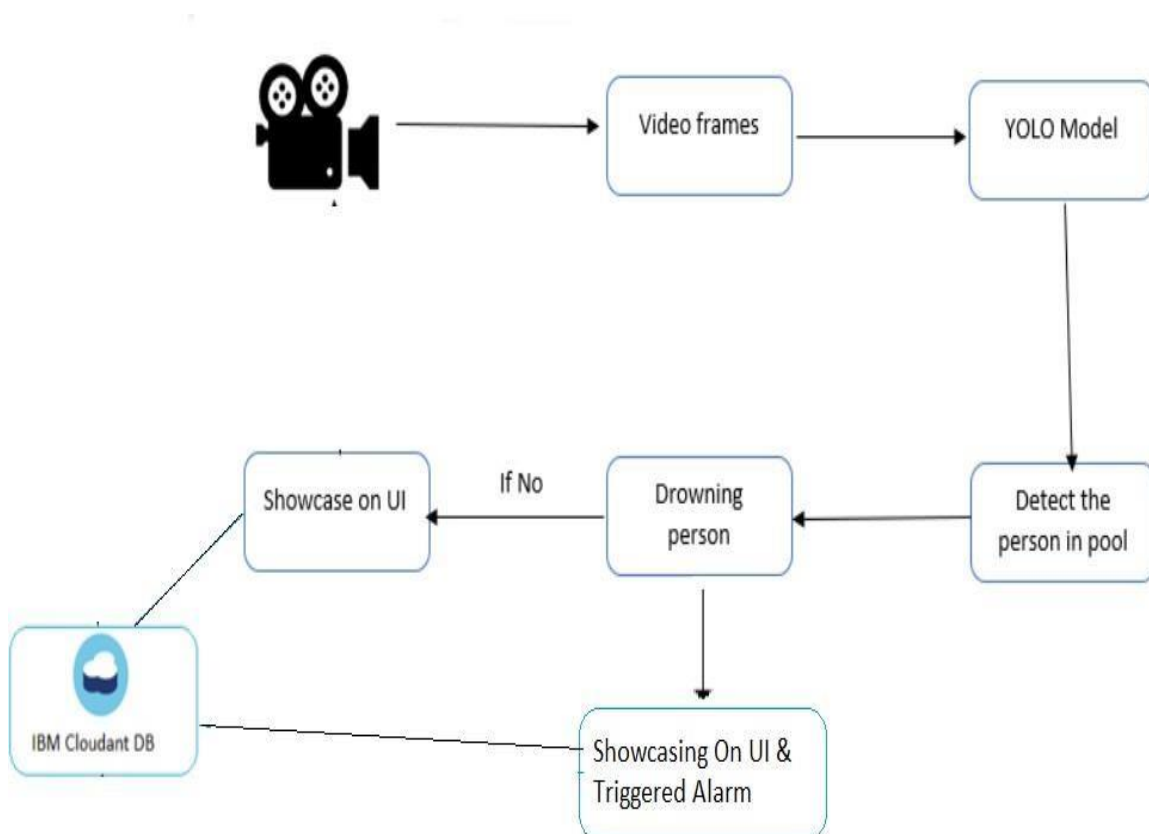 Video frames
YOLO Model
Showcase on UI
If No
Drowning
person
Detect the
person in pool
IBM Cloudant DB
Showcasing On UI &
Triggered Alarm